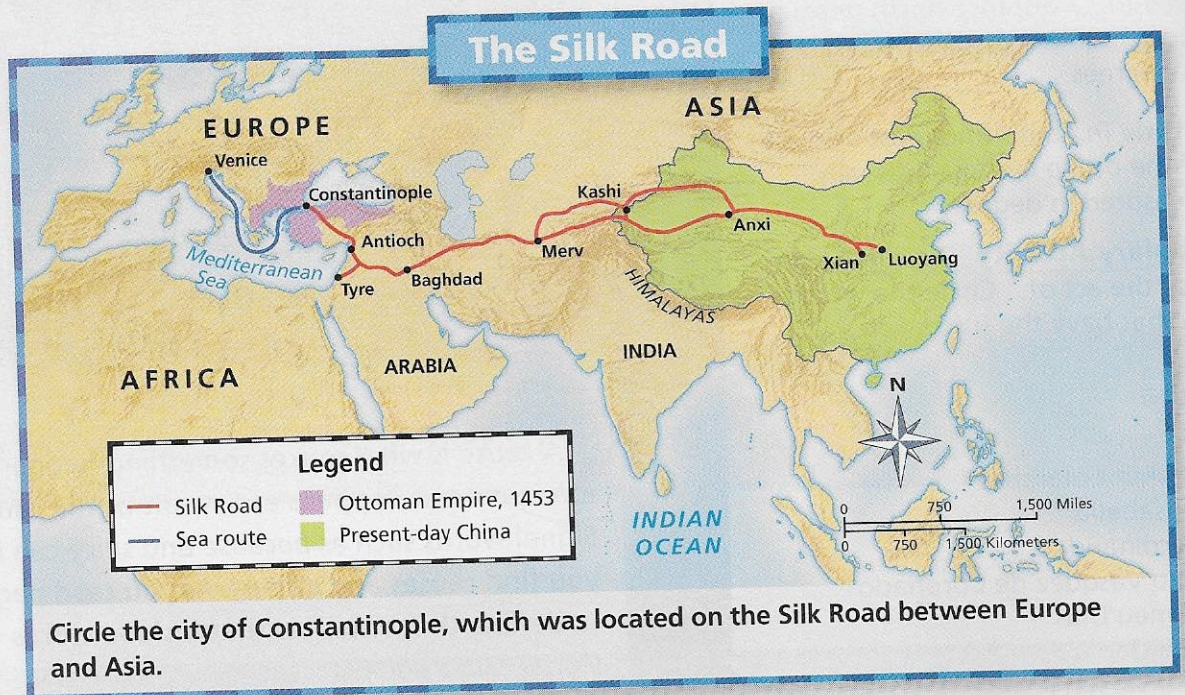 The Silk Road
ASIA
EUROPE
Venice
Constantinople
Kashi
Antioch
Anxi
Mediterranean
Sea
Merv
Xian
Luoyang
Tyre
Baghdad
HIMALAYAS
INDIA
ARABIA
AFRICA
N
Legend
Silk Road
Ottoman Empire, 1453
Sea route
Present-day China
INDIAN
OCEAN
0 750 1,500 Miles
0 750 1,500 Kilometers
Circle the city of Constantinople, which was located on the Silk Road between Europe
and Asia.